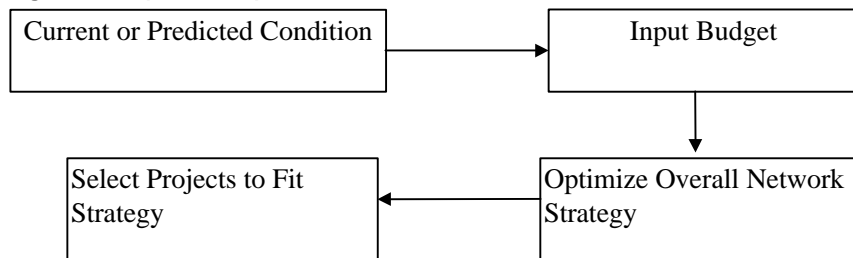 Current or Predicted Condition
Input Budget
Optimize Overall Network
Strategy
Select Projects to Fit
Strategy